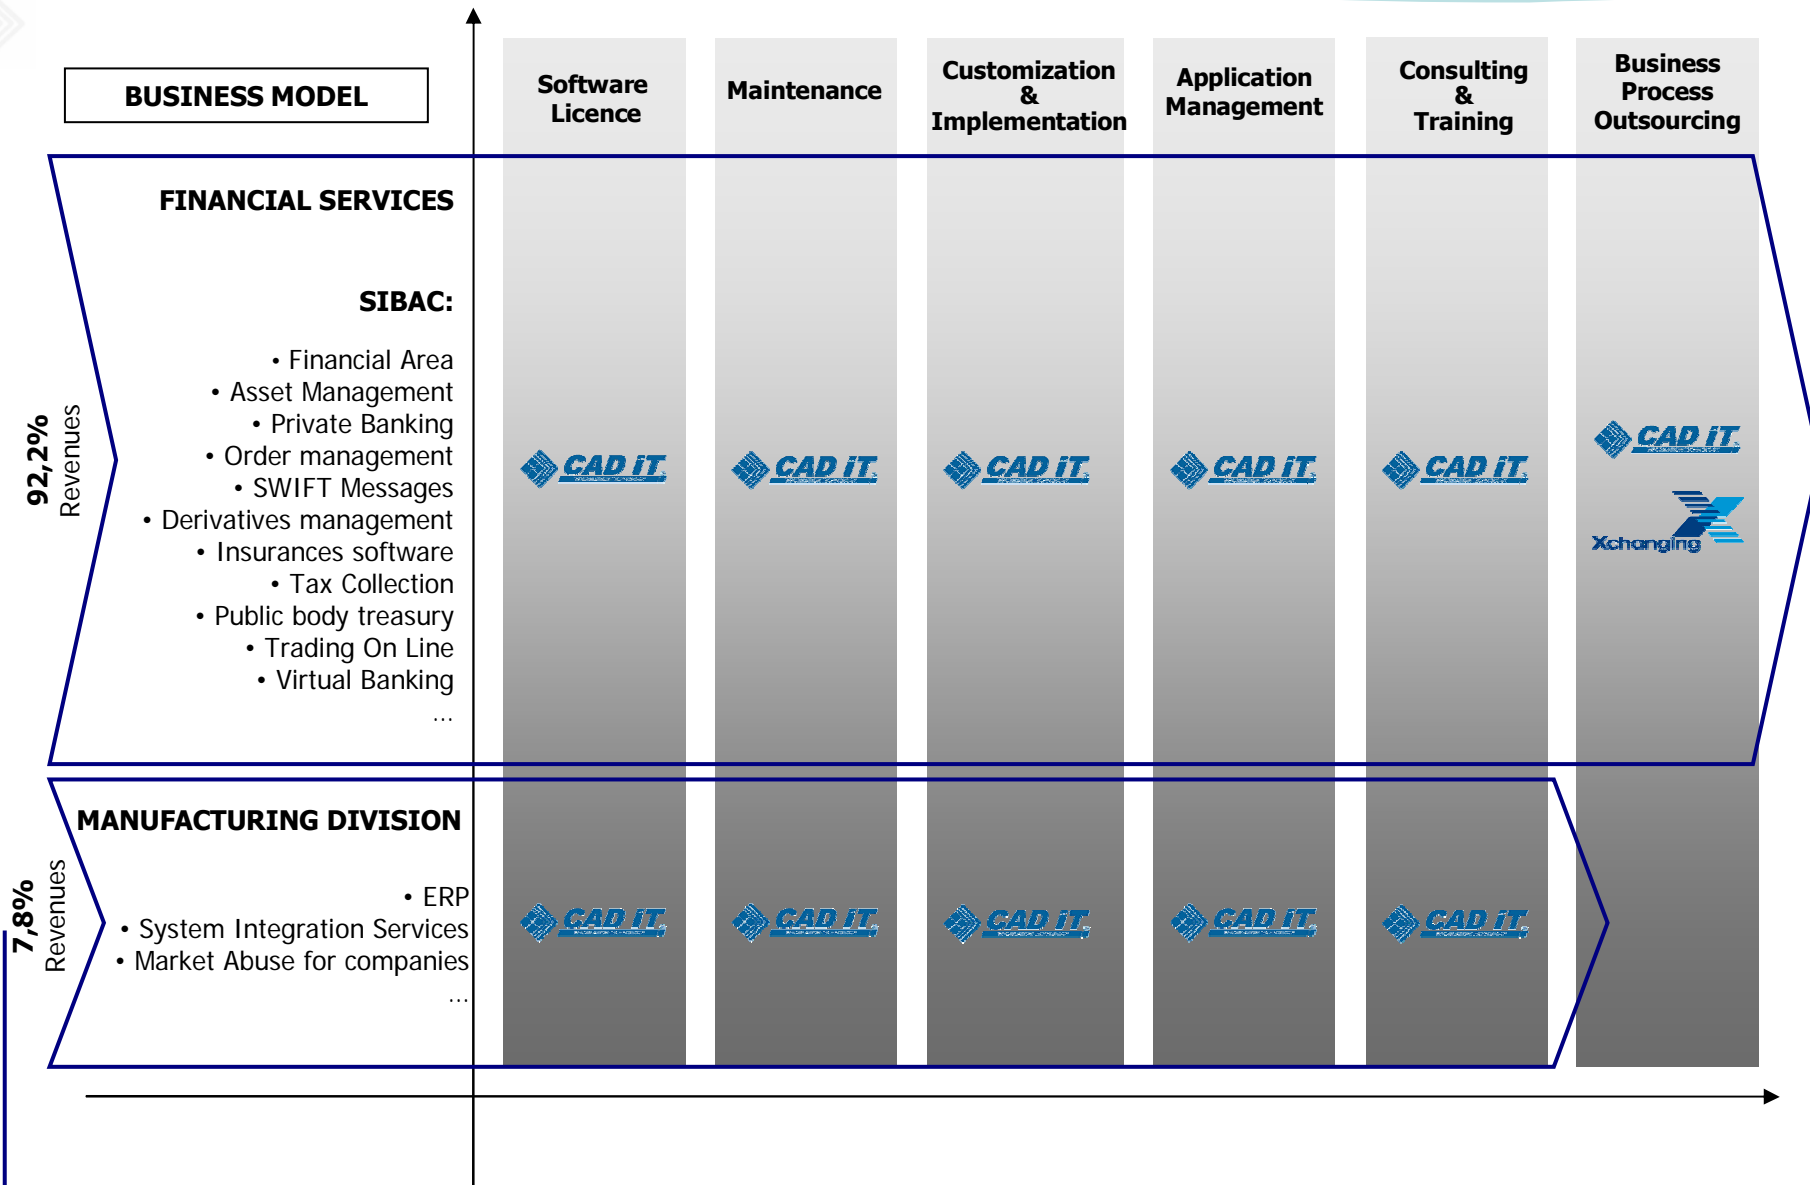 BUSINESS MODEL
Software
Licence
Maintenance
Customization
&
Implementation
Application
Management
Consulting
&
Training
Business
Process
Outsourcing
FINANCIAL SERVICES
SIBAC:
• Financial Area
• Asset Management
• Private Banking
• Order management
• SWIFT Messages
• Derivatives management
• Insurances software
• Tax Collection
• Public body treasury
• Trading On Line
• Virtual Banking
...
92,2%
Revenues
CAD iT
CAD iT
CAD iT
CAD iT
CAD iT
CAD iT
Xchanging
MANUFACTURING DIVISION
• ERP
• System Integration Services
• Market Abuse for companies
...
7,8%
Revenues
CAD iT
CAD iT
CAD iT
CAD iT
CAD iT